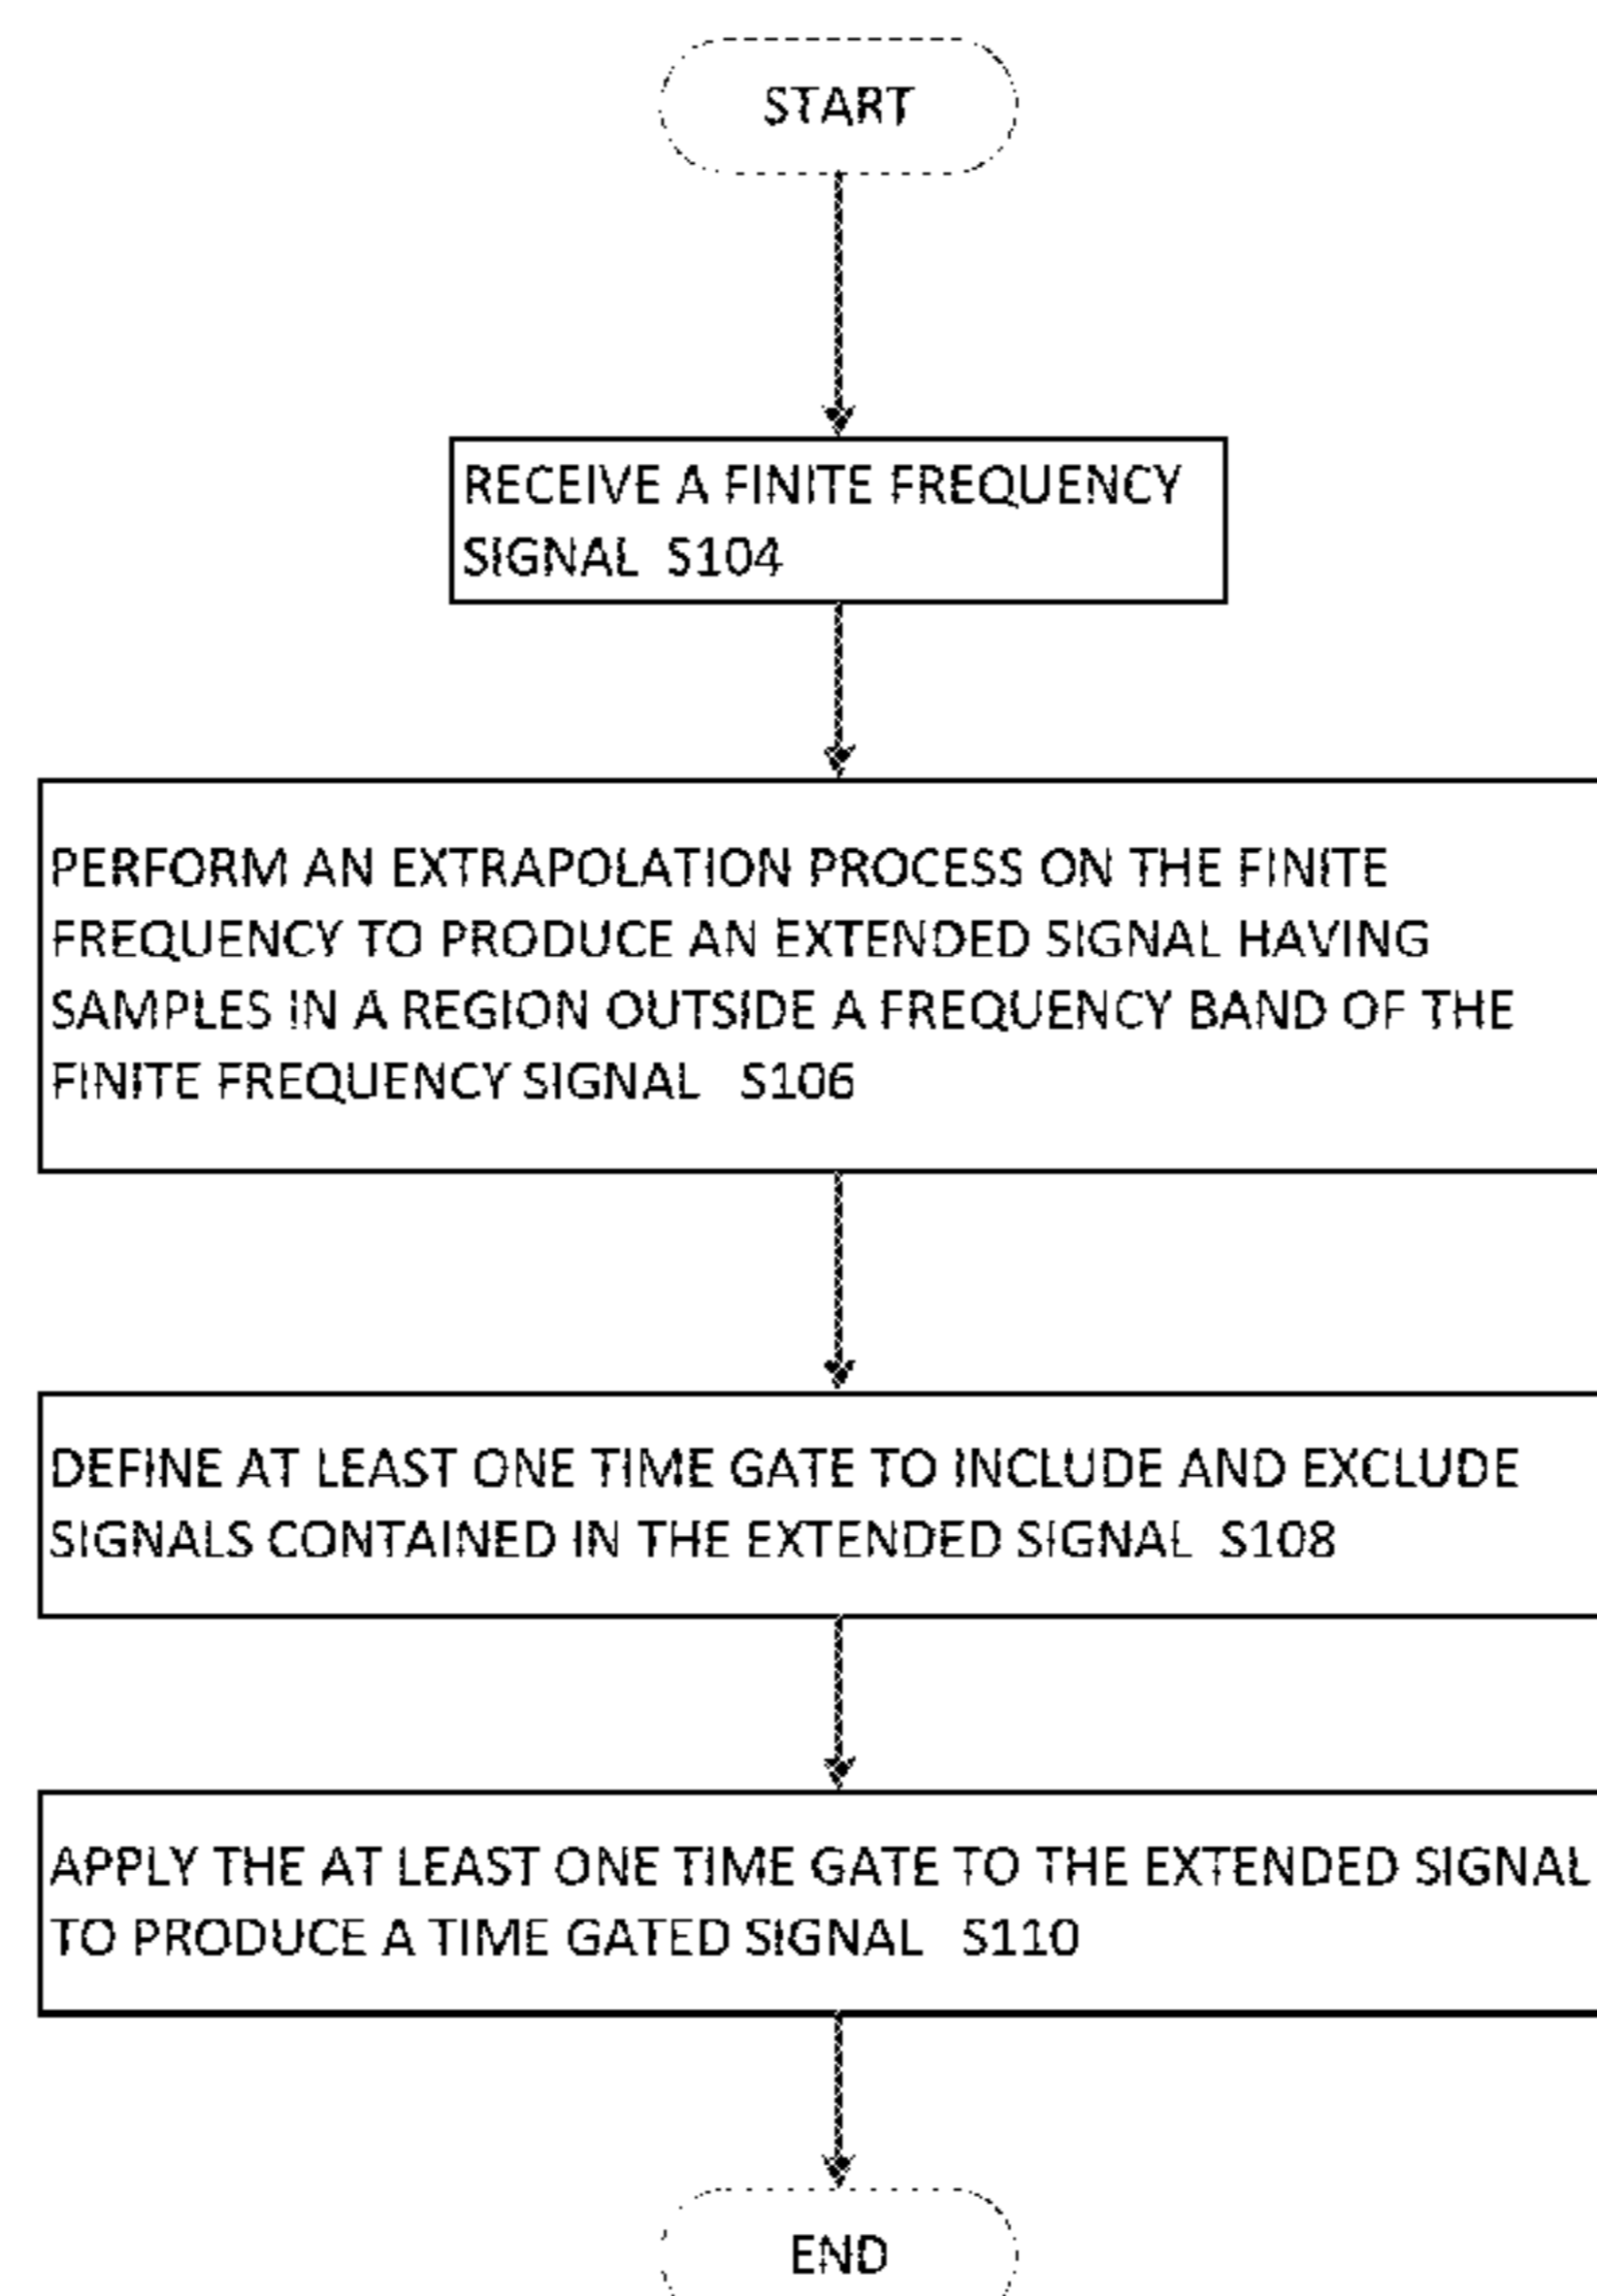 START
RECEIVE A FINITE FREQUENCY
SIGNAL S104
PERFORM AN EXTRAPOLATION PROCESS ON THE FINITE
FREQUENCY TO PRODUCE AN EXTENDED SIGNAL HAVING
SAMPLES IN A REGION OUTSIDE A FREQUENCY BAND OF THE
FINITE FREQUENCY SIGNAL S106
DEFINE AT LEAST ONE TIME GATE TO INCLUDE AND EXCLUDE
SIGNALS CONTAINED IN THE EXTENDED SIGNAL S108
APPLY THE AT LEAST ONE TIME GATE TO THE EXTENDED SIGNAL
TO PRODUCE A TIME GATED SIGNAL S110
END